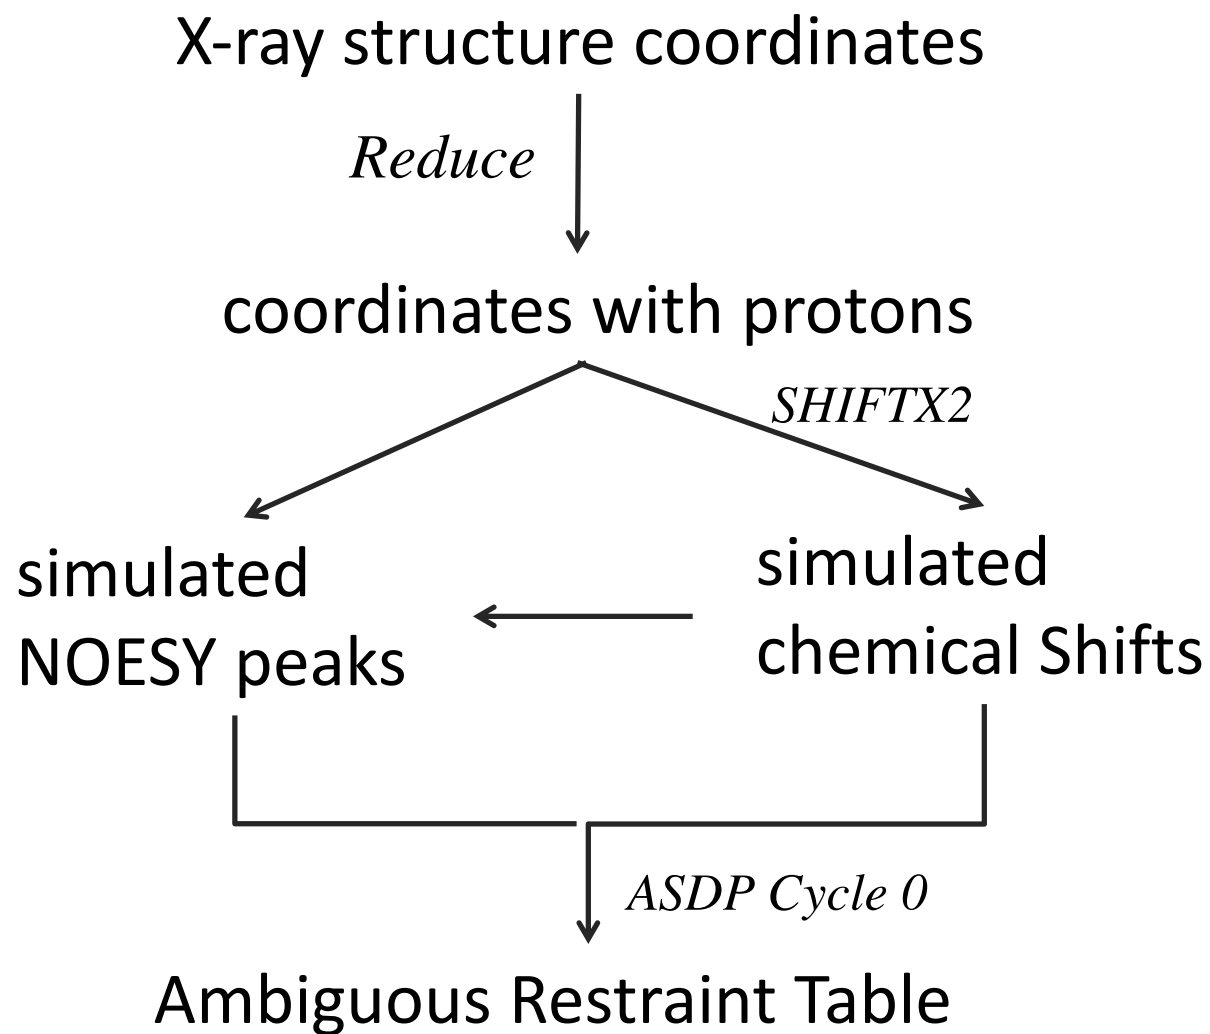 X-ray structure coordinates
Reduce
coordinates with protons
SHIFTX2
simulated
NOESY peaks
simulated
chemical Shifts
ASDP Cycle 0
Ambiguous Restraint Table